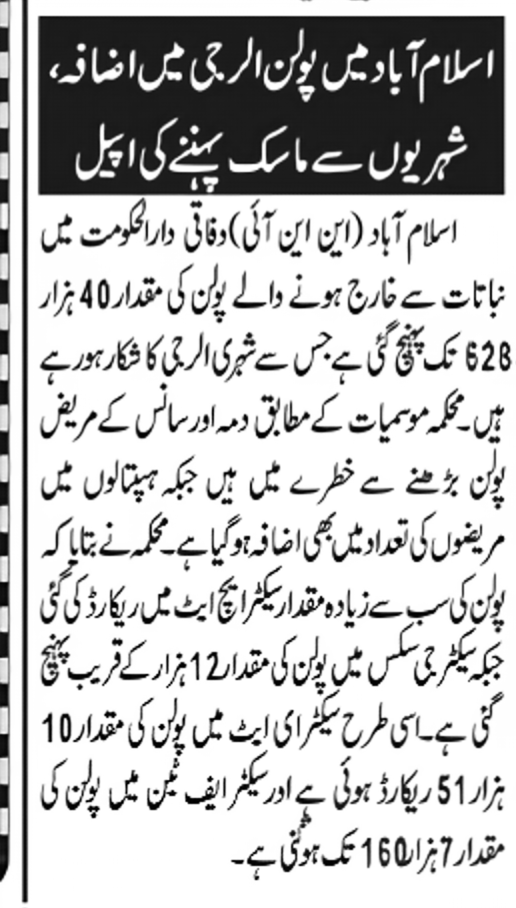 اسلام آباد میں پولن الرجی میں اضافہ،
شہریوں سے ماسک پہننے کی اپیل
اسلام آباد (این این آئی) وفاقی دارالحکومت میں
نباتات سے خارج ہونے والے پولن کی مقدار 40 ہزار
628 تک پہنچ گئی ہے جس سے شہری الرجی کا شکار ہو رہے
ہیں۔ محکمہ موسمیات کے مطابق دمہ اور سانس کے مریض
پولن بڑھنے سے خطرے میں ہیں جبکہ ہسپتالوں میں
مریضوں کی تعداد میں بھی اضافہ ہو گیا ہے۔ محکمہ نے بتایا کہ
پولن کی سب سے زیادہ مقدار سیکٹر ایچ ایٹ میں ریکارڈ کی گئی
جبکہ سیکٹر جی سکس میں پولن کی مقدار 12 ہزار کے قریب پہنچ
گئی ہے۔ اسی طرح سیکٹر ای ایٹ میں پولن کی مقدار 10
ہزار 51 ریکارڈ ہوئی ہے اور سیکٹر ایف ٹین میں پولن کی
مقدار 7 ہزار 160 تک ہو گئی ہے۔